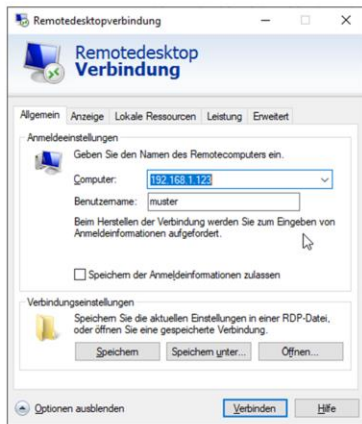 Remotedesktopverbindung
Remotedesktop
Verbindung
Allgemein Anzeige Lokale Ressourcen Leistung Erweitert
Anmeldeeinstellungen
Geben Sie den Namen des Remotecomputers ein.
Computer: 192.168.1.123
Benutzername: muster
Beim Herstellen der Verbindung werden Sie zum Eingeben von
Anmeldeinformationen aufgefordert.
Speichern der Anmeldeinformationen zulassen
Verbindungseinstellungen
Speichern Sie die aktuellen Einstellungen in einer RDP-Datei,
oder öffnen Sie eine gespeicherte Verbindung.
Speichern Speichern unter... Öffnen...
Optionen ausblenden Verbinden Hilfe